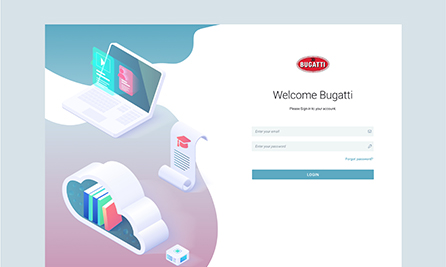 BUGATTI
Welcome Bugatti
Please Sign in to your account.
Enter your email*
Enter your password*
Forgot password?
LOGIN